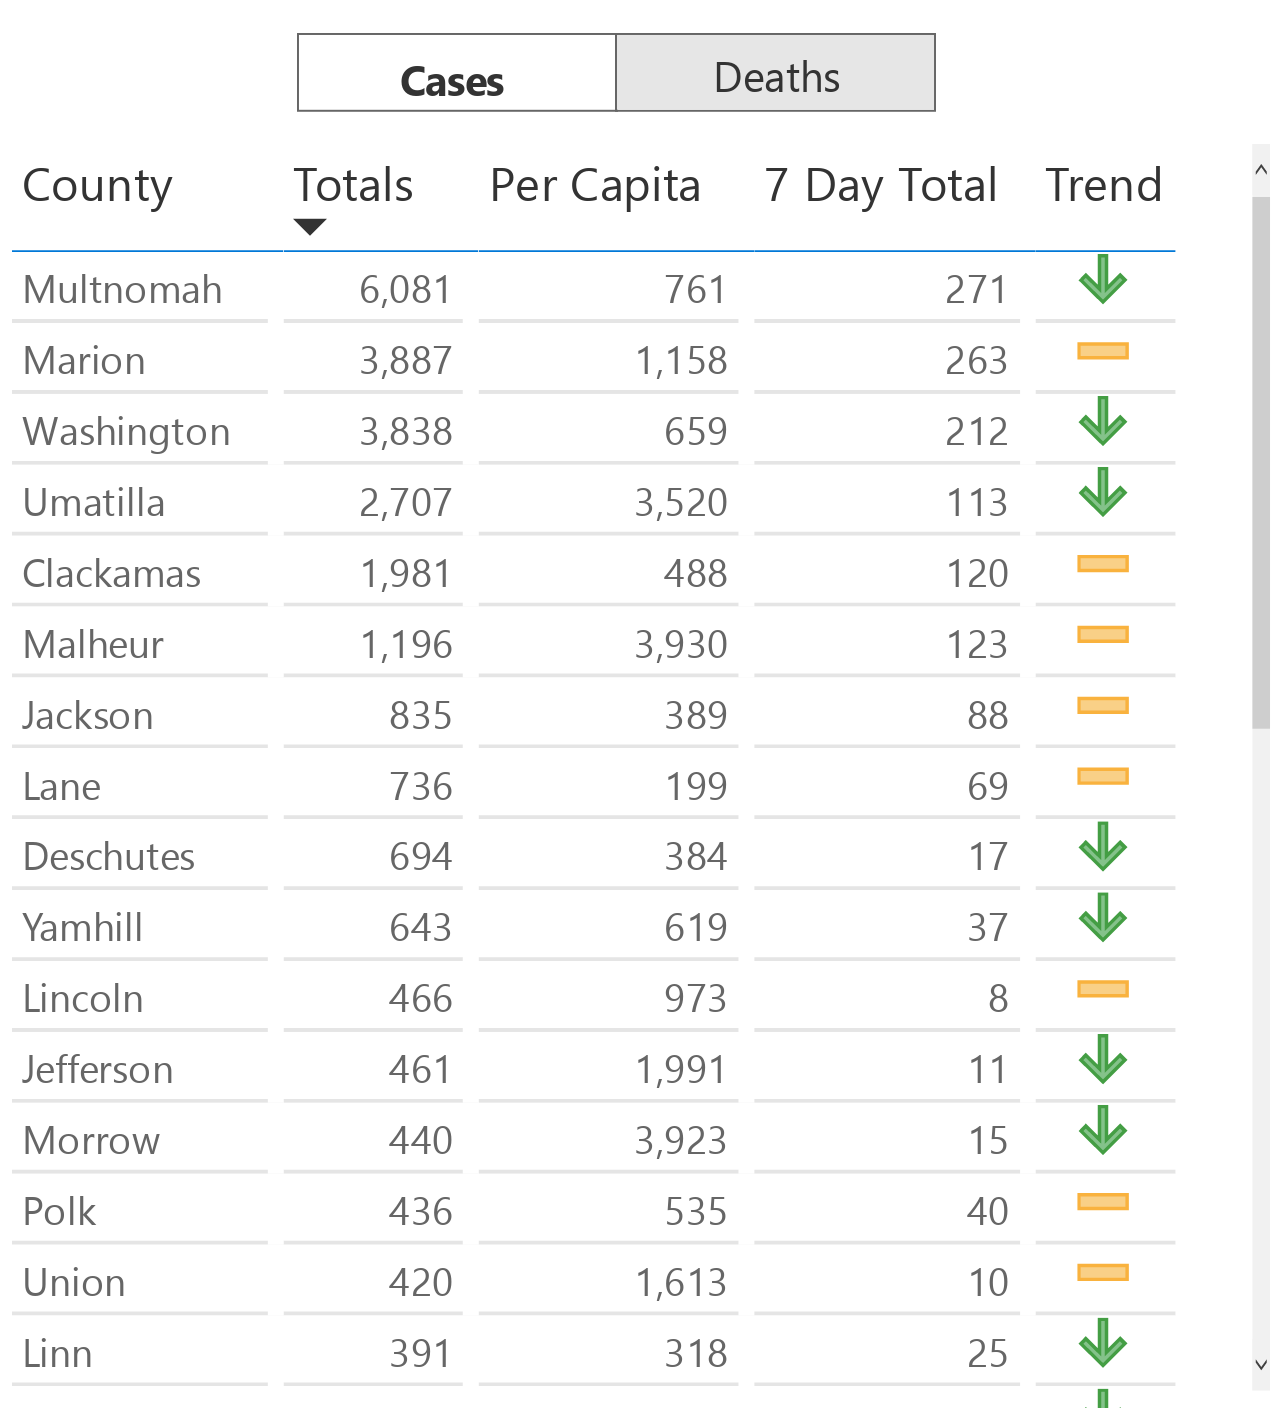 Cases Deaths
County Totals Per Capita 7 Day Total Trend
Multnomah 6,081 761 271
Marion 3,887 1,158 263
Washington 3,838 659 212
Umatilla 2,707 3,520 113
Clackamas 1,981 488 120
Malheur 1,196 3,930 123
Jackson 835 389 88
Lane 736 199 69
Deschutes 694 384 17
Yamhill 643 619 37
Lincoln 466 973 8
Jefferson 461 1,991 11
Morrow 440 3,923 15
Polk 436 535 40
Union 420 1,613 10
Linn 391 318 25